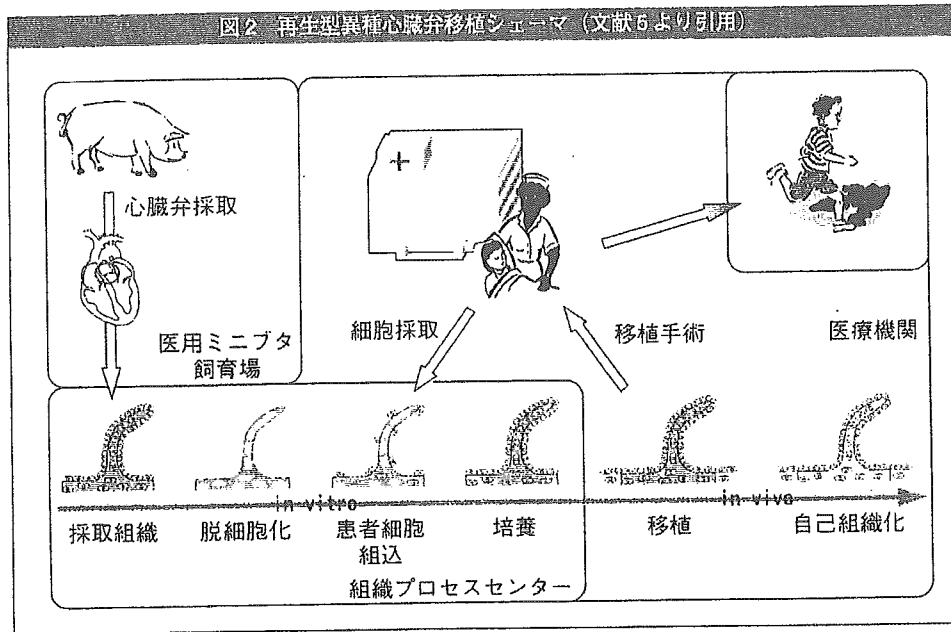 図2 再生型異種心臓弁移植シェーマ(文献5より引用)
心臓弁採取
医用ミニブタ
飼育場
細胞採取
移植手術
医療機関
in-vitro
in-vivo
採取組織
脱細胞化
患者細胞
組込
培養
移植
自己組織化
組織プロセスセンター